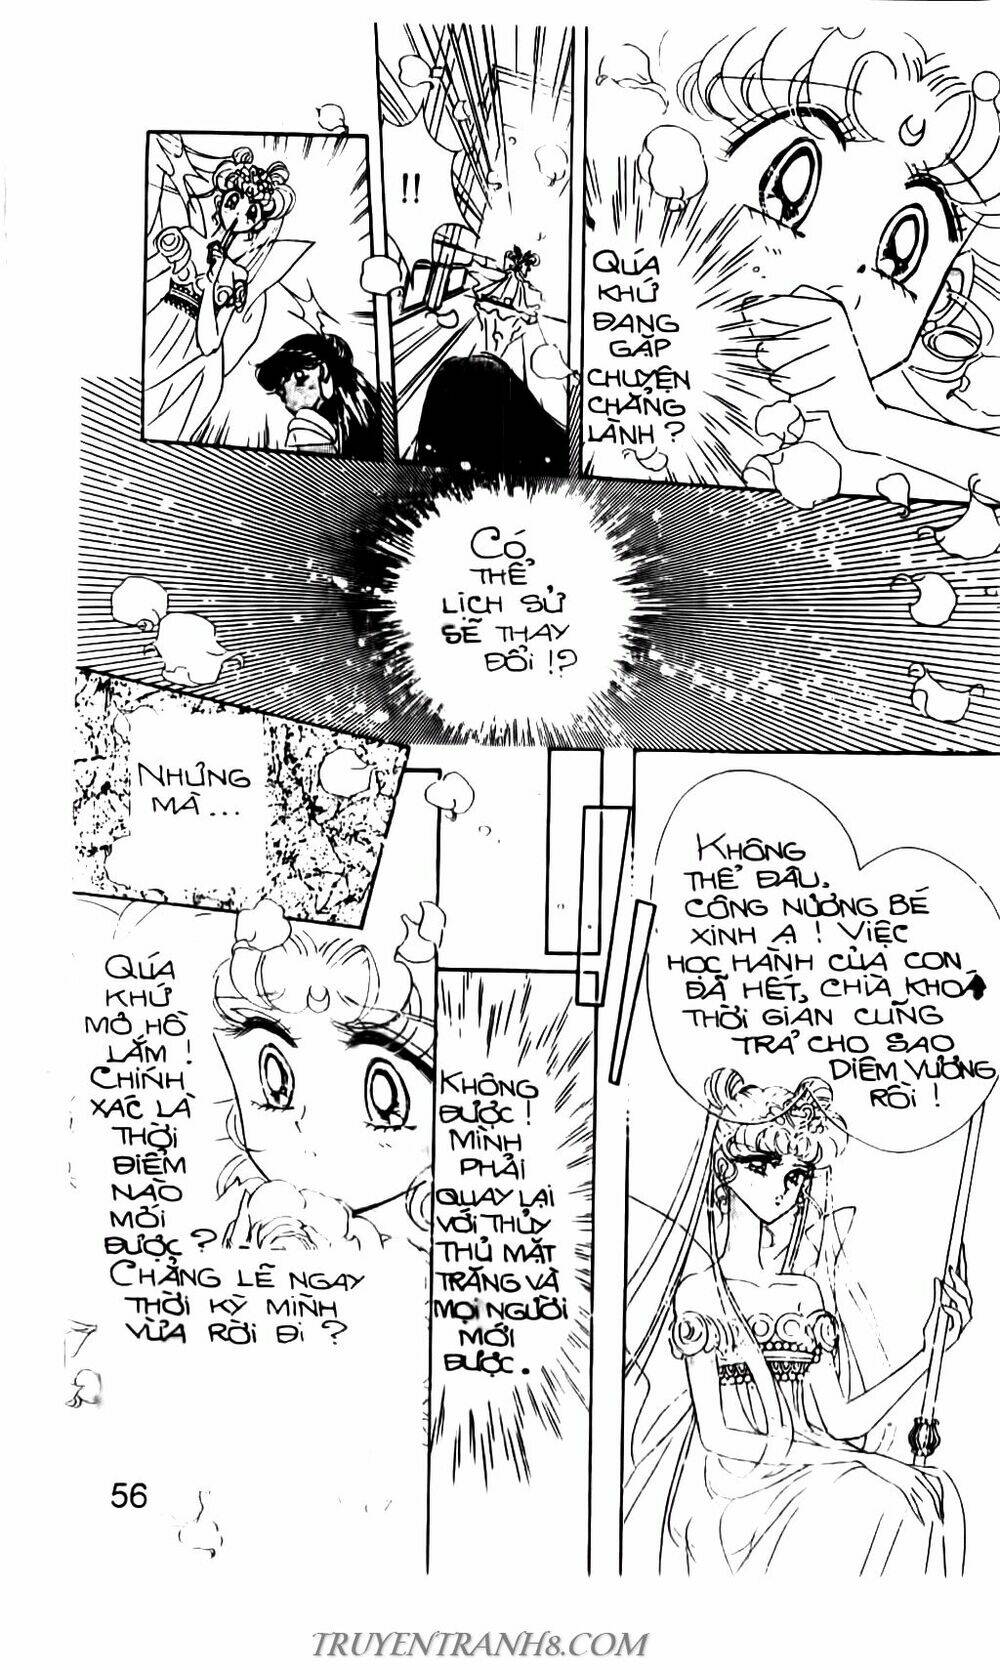 !!
QÚA
KHỨ
ĐANG
GẶP
CHUYỆN
CHẲNG
LÀNH ?
CÓ
THỂ
LỊCH SỬ
SẼ THAY
ĐỔI !?
NHƯNG
MÀ ...
KHÔNG
THỂ ĐÂU,
CÔNG NƯƠNG BÉ
XINH Ạ ! VIỆC
HỌC HÀNH CỦA CON
ĐÃ HẾT, CHÌA KHOÁ
THỜI GIAN CŨNG
TRẢ CHO SAO
DIÊM VƯƠNG
RỒI !
KHÔNG
ĐƯỢC !
MÌNH
PHẢI
QUAY LẠI
VỚI THỦY
THỦ MẶT
TRĂNG VÀ
MỌI NGƯỜI
MỚI
ĐƯỢC.
QÚA
KHỨ
MƠ HỒ
LẮM !
CHÍNH
XÁC LÀ
THỜI
ĐIỂM
NÀO
MỚI
ĐƯỢC ?
CHẲNG LẼ NGAY
THỜI KỲ MÌNH
VỪA RỜI ĐI ?
56
TRUYENTRANH8.COM